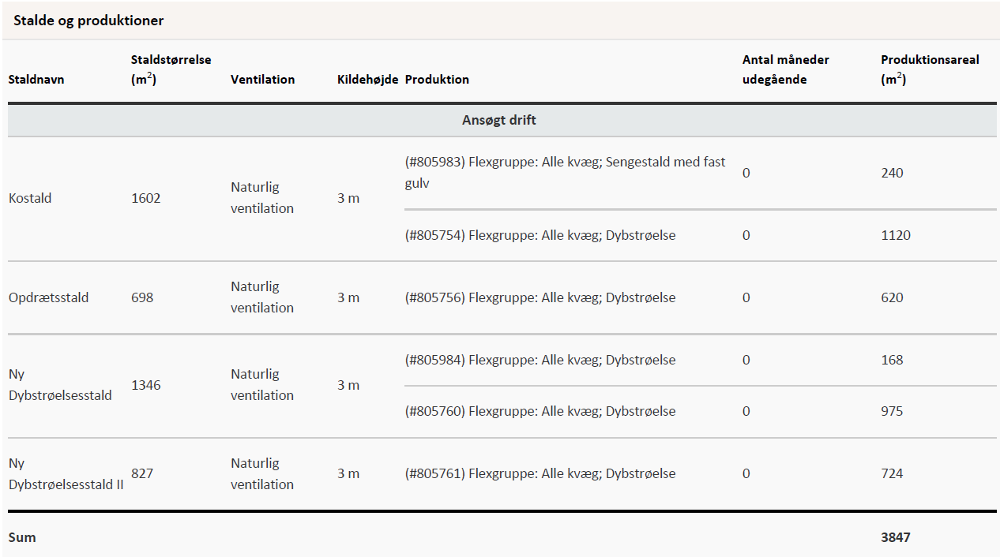 Stalde og produktioner
Staldnavn Staldstørrelse (m²) Ventilation Kildehøjde Produktion Antal måneder udegående Produktionsareal (m²)
Ansøgt drift
Kostald 1602 Naturlig ventilation 3 m (#805983) Flexgruppe: Alle kvæg; Sengestald med fast gulv 0 240
(#805754) Flexgruppe: Alle kvæg; Dybstrøelse 0 1120
Opdrætsstald 698 Naturlig ventilation 3 m (#805756) Flexgruppe: Alle kvæg; Dybstrøelse 0 620
Ny Dybstrøelsesstald 1346 Naturlig ventilation 3 m (#805984) Flexgruppe: Alle kvæg; Dybstrøelse 0 168
(#805760) Flexgruppe: Alle kvæg; Dybstrøelse 0 975
Ny Dybstrøelsesstald II 827 Naturlig ventilation 3 m (#805761) Flexgruppe: Alle kvæg; Dybstrøelse 0 724
Sum 3847